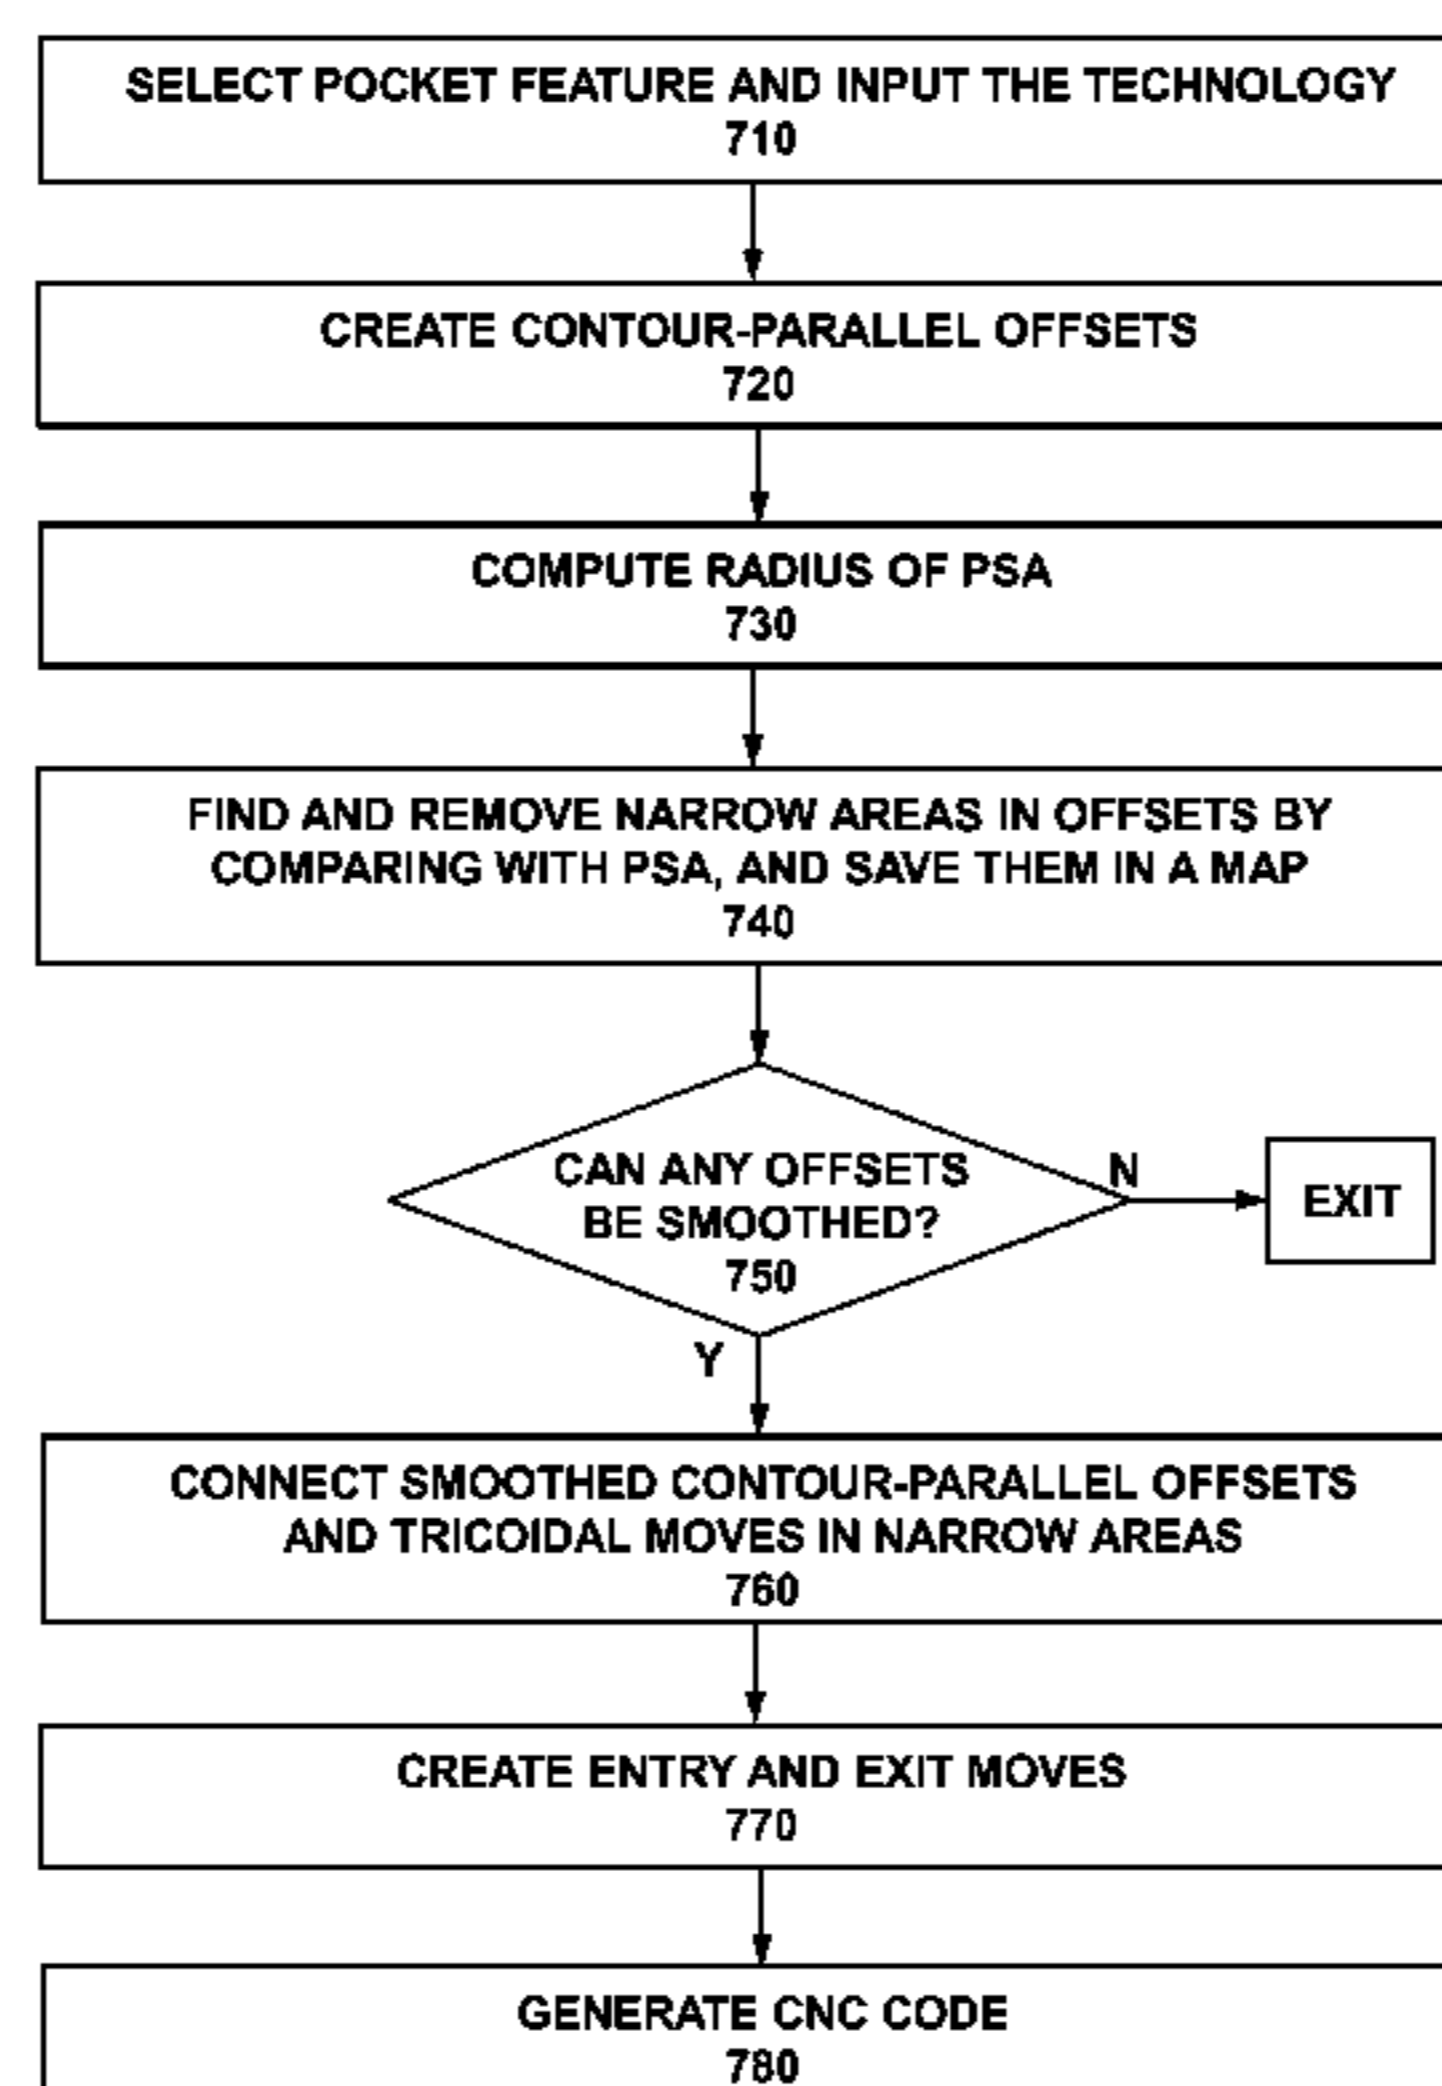 SELECT POCKET FEATURE AND INPUT THE TECHNOLOGY
710
CREATE CONTOUR-PARALLEL OFFSETS
720
COMPUTE RADIUS OF PSA
730
FIND AND REMOVE NARROW AREAS IN OFFSETS BY
COMPARING WITH PSA, AND SAVE THEM IN A MAP
740
CAN ANY OFFSETS
BE SMOOTHED?
750
N
EXIT
Y
CONNECT SMOOTHED CONTOUR-PARALLEL OFFSETS
AND TRICOIDAL MOVES IN NARROW AREAS
760
CREATE ENTRY AND EXIT MOVES
770
GENERATE CNC CODE
780